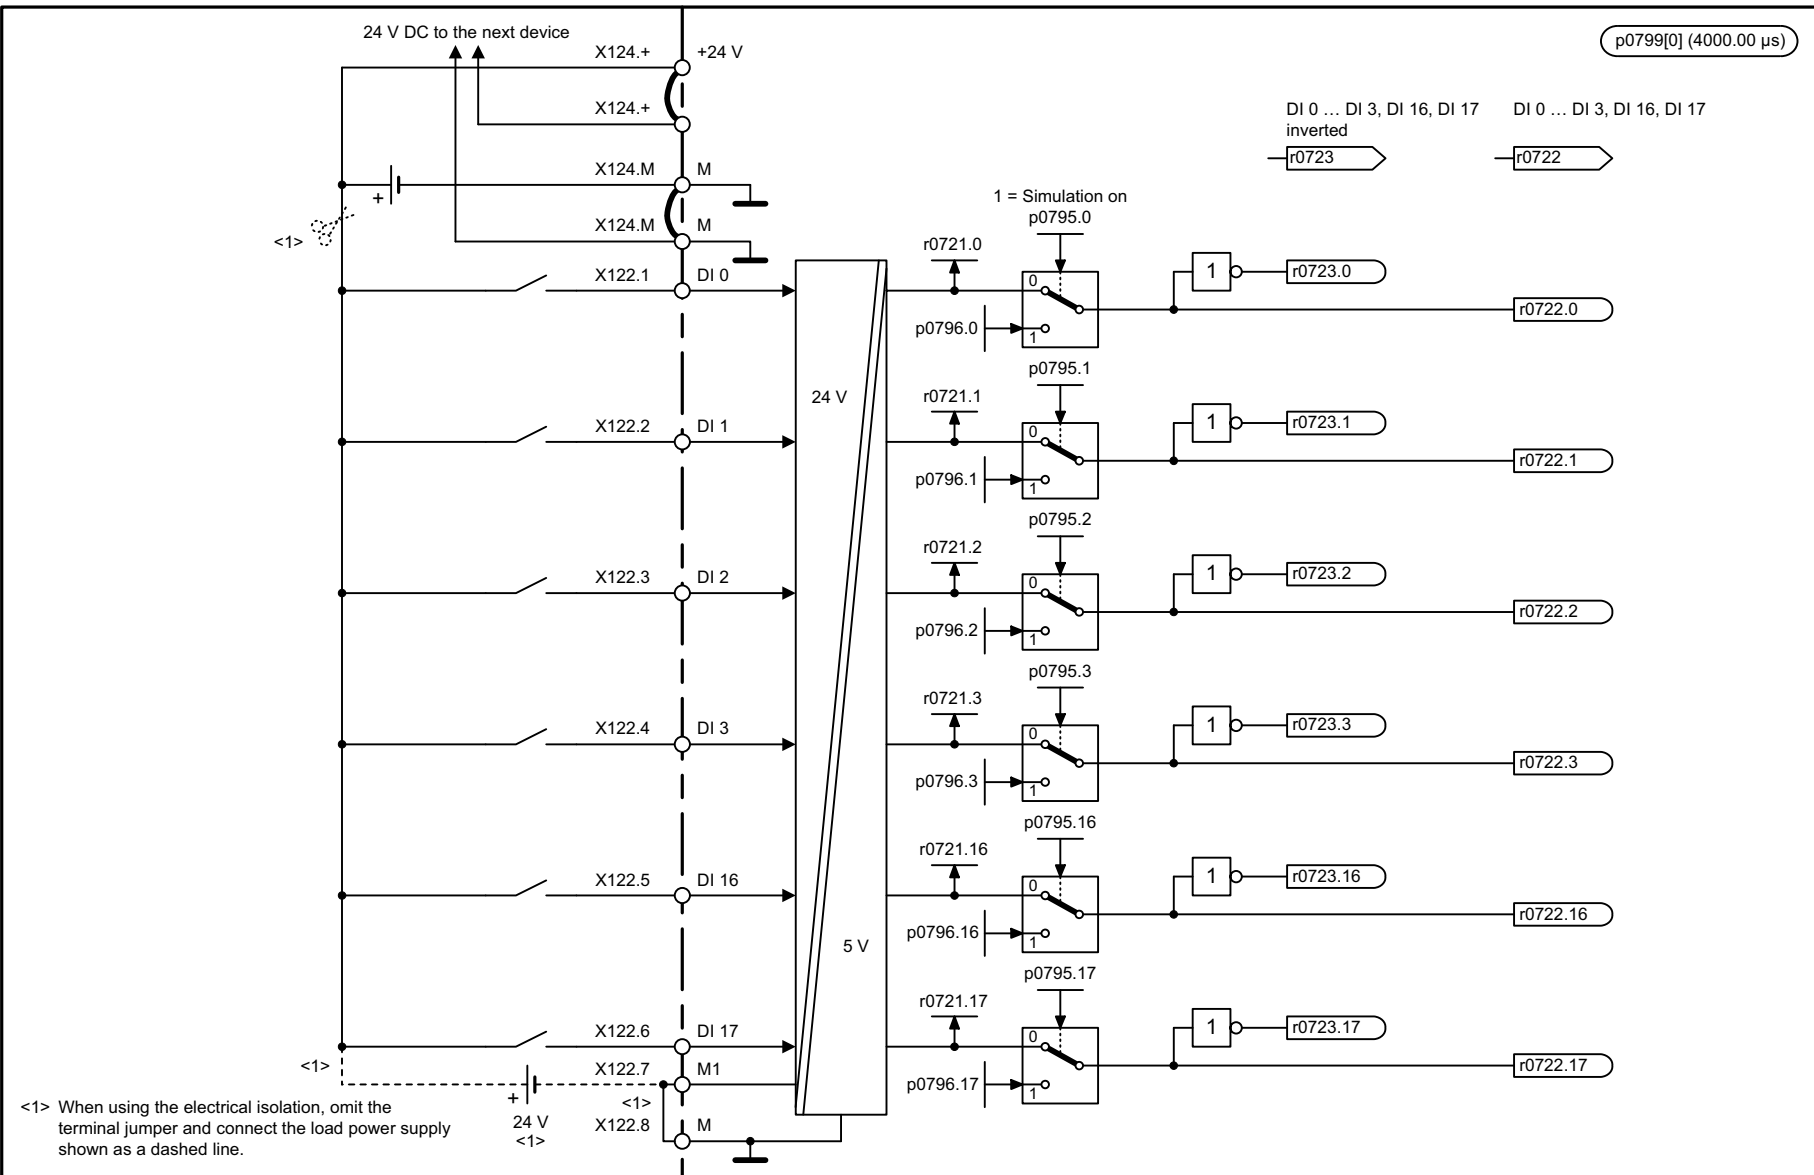 24 V DC to the next device
X124.+
+24 V
p0799[0] (4000.00 µs)
X124.+
DI 0 … DI 3, DI 16, DI 17
inverted
r0723
DI 0 … DI 3, DI 16, DI 17
r0722
X124.M
M
+
<1>
X124.M
M
1 = Simulation on
p0795.0
X122.1
DI 0
r0721.0
0
1
p0796.0
1
r0723.0
r0722.0
24 V
p0795.1
X122.2
DI 1
r0721.1
0
1
p0796.1
1
r0723.1
r0722.1
p0795.2
X122.3
DI 2
r0721.2
0
1
p0796.2
1
r0723.2
r0722.2
p0795.3
X122.4
DI 3
r0721.3
0
1
p0796.3
1
r0723.3
r0722.3
p0795.16
X122.5
DI 16
r0721.16
0
1
p0796.16
1
r0723.16
r0722.16
5 V
p0795.17
X122.6
DI 17
r0721.17
0
1
p0796.17
1
r0723.17
r0722.17
<1>
X122.7
M1
+
24 V
<1>
<1>
X122.8
M
<1> When using the electrical isolation, omit the
terminal jumper and connect the load power supply
shown as a dashed line.